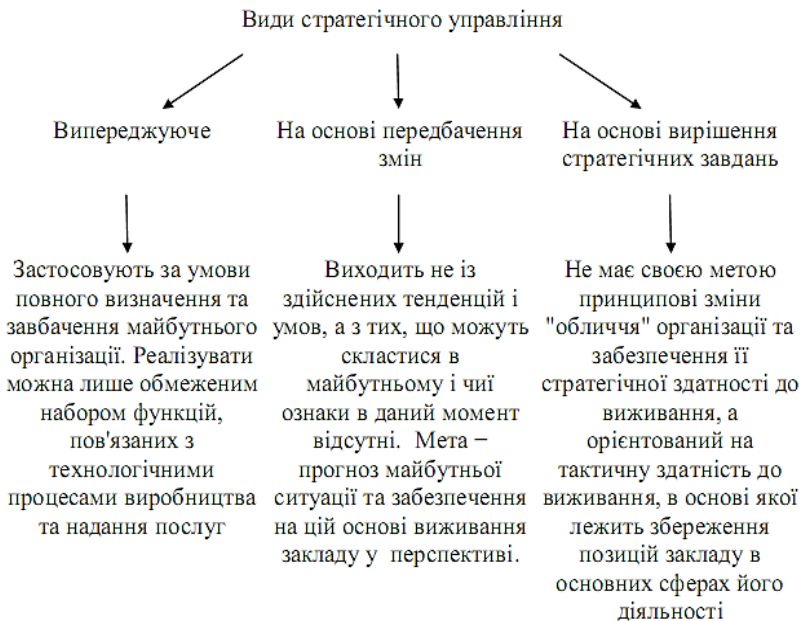 Види стратегічного управління
Випереджуюче
Застосовують за умови
повного визначення та
завбачення майбутнього
організації. Реалізувати
можна лише обмеженим
набором функцій,
пов'язаних з
технологічними
процесами виробництва
та надання послуг
На основі передбачення
змін
Виходить не із
здійснених тенденцій і
умов, а з тих, що можуть
скластися в
майбутньому і чиї
ознаки в даний момент
відсутні. Мета –
прогноз майбутньої
ситуації та забезпечення
на цій основі виживання
закладу у перспективі.
На основі вирішення
стратегічних завдань
Не має своєю метою
принципові зміни
"обличчя" організації та
забезпечення її
стратегічної здатності до
виживання, а
орієнтований на
тактичну здатність до
виживання, в основі якої
лежить збереження
позицій закладу в
основних сферах його
діяльності